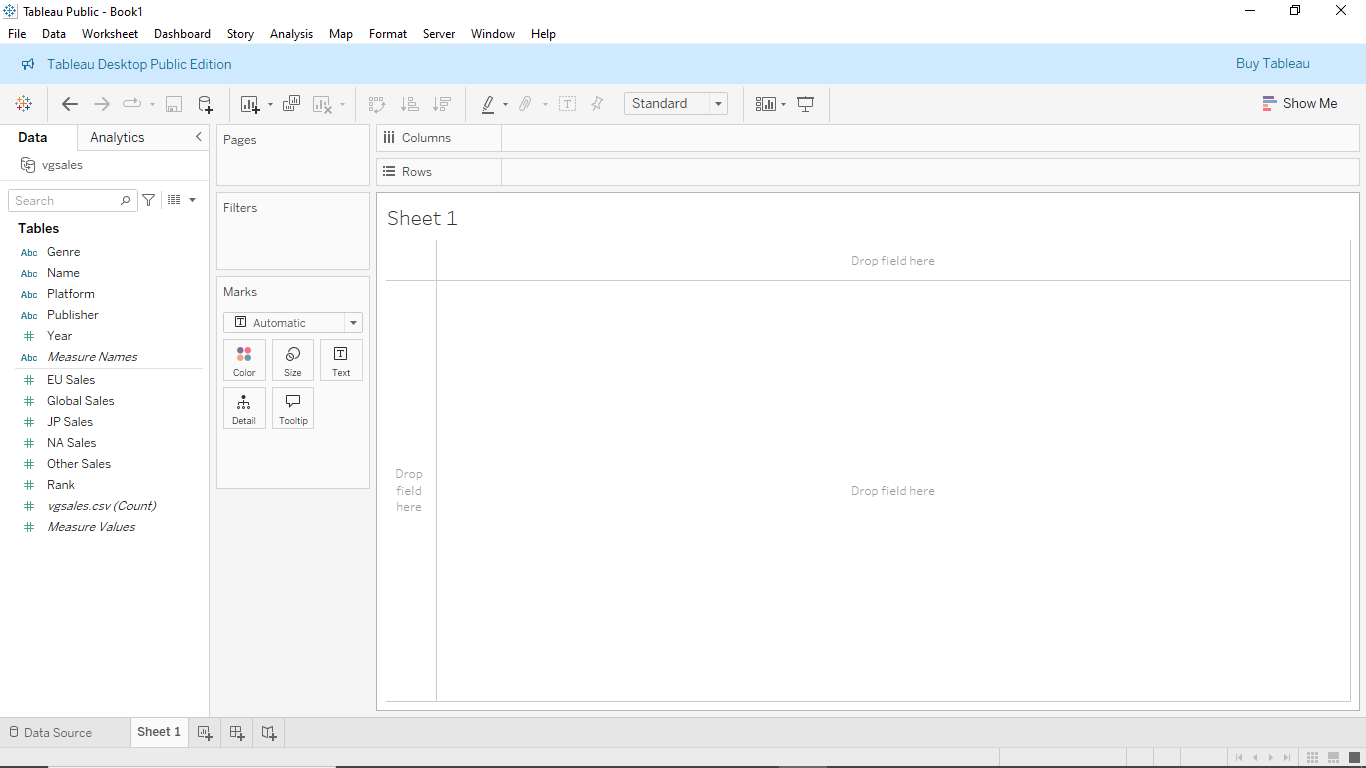 Tableau Public - Book1
File Data Worksheet Dashboard Story Analysis Map Format Server Window Help
Tableau Desktop Public Edition Buy Tableau
Standard Show Me
Data Analytics
vgsales
Search
Tables
Abc Genre
Abc Name
Abc Platform
Abc Publisher
Year
Abc Measure Names
EU Sales
Global Sales
JP Sales
NA Sales
Other Sales
Rank
vgsales.csv (Count)
Measure Values
Pages
Filters
Marks
Automatic
Color Size Text
Detail Tooltip
Columns
Rows
Sheet 1
Drop field here
Drop
field
here
Drop field here
Data Source Sheet 1